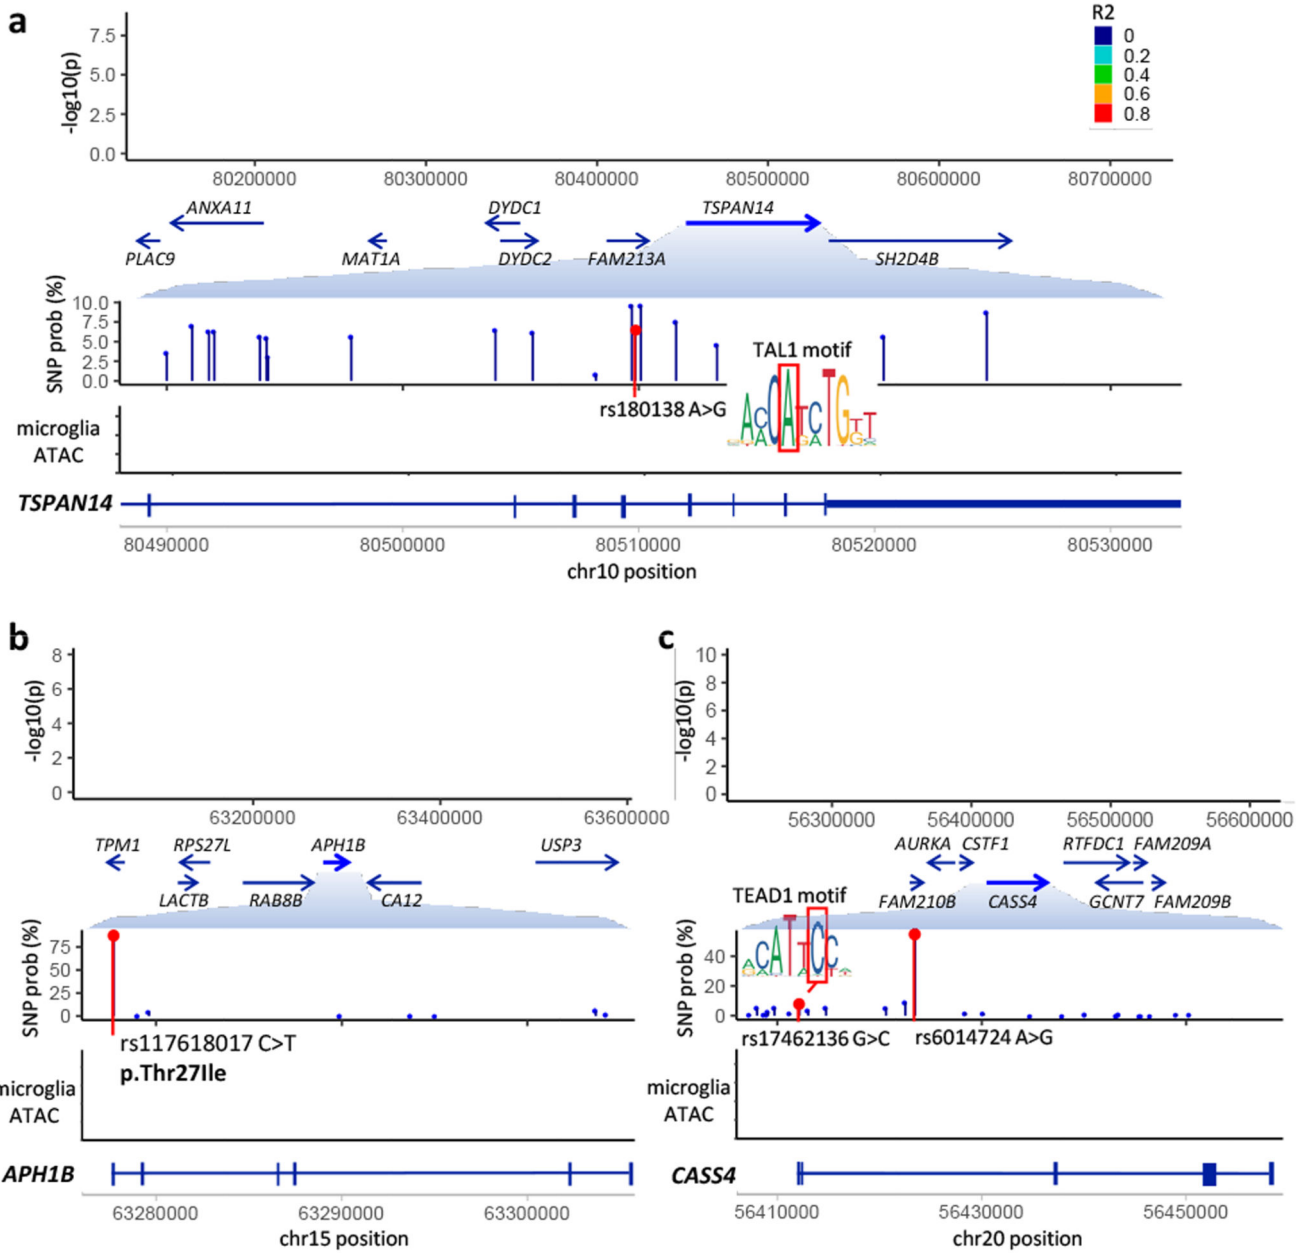 a
R2
0
0.2
0.4
0.6
0.8
-log10(p)
7.5
5.0
2.5
0.0
80200000 80300000 80400000 80500000 80600000 80700000
ANXA11 DYDC1 TSPAN14
PLAC9 MAT1A DYDC2 FAM213A SH2D4B
SNP prob (%)
10.0
7.5
5.0
2.5
0.0
TAL1 motif
ACCATCTGTT
rs180138 A>G
microglia
ATAC
TSPAN14
80490000 80500000 80510000 80520000 80530000
chr10 position
b
-log10(p)
8
6
4
2
0
63200000 63400000 63600000
TPM1 RPS27L APH1B USP3
LACTB RAB8B CA12
SNP prob (%)
75
50
25
0
rs117618017 C>T
p.Thr27Ile
microglia
ATAC
APH1B
63280000 63290000 63300000
chr15 position
c
-log10(p)
10
8
6
4
2
0
56300000 56400000 56500000 56600000
AURKA CSTF1 RTFDC1 FAM209A
FAM210B CASS4 GCNT7 FAM209B
TEAD1 motif
ACATTCC
SNP prob (%)
40
20
0
rs17462136 G>C rs6014724 A>G
microglia
ATAC
CASS4
56410000 56430000 56450000
chr20 position